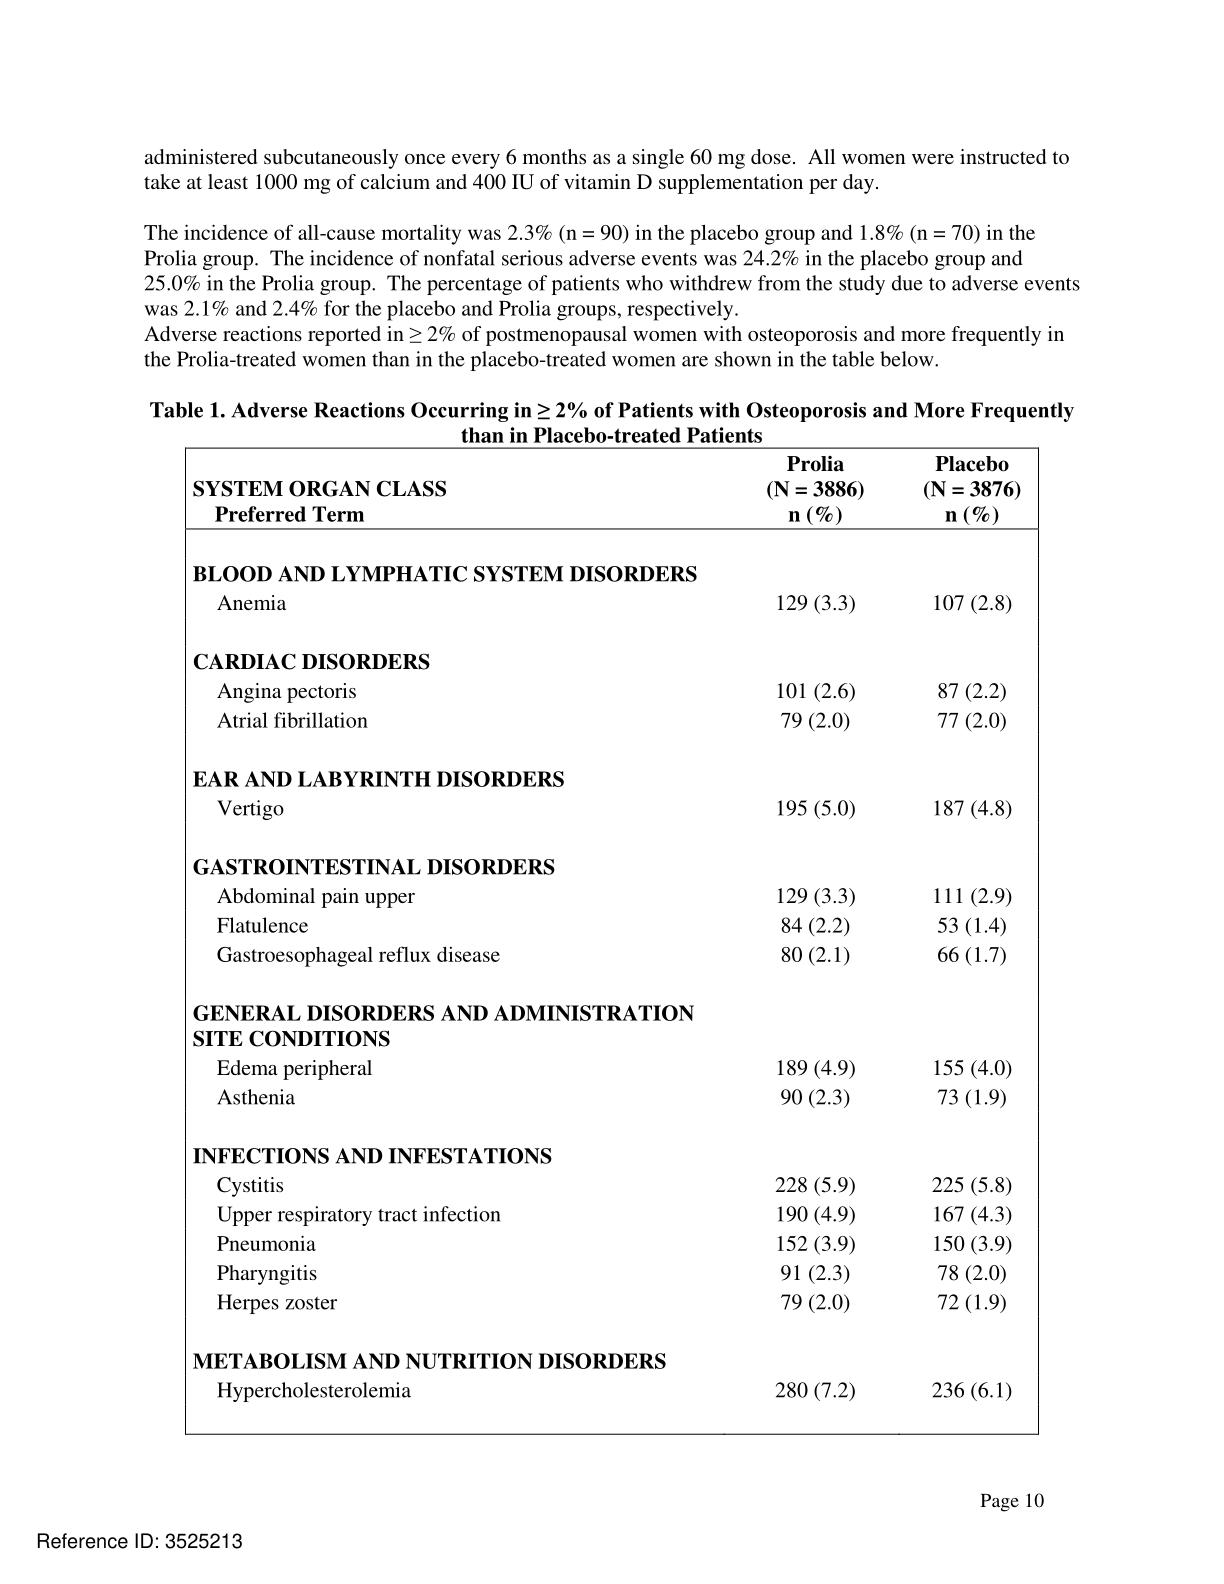 administered subcutaneously once every 6 months as a single 60 mg dose.  All women were instructed to
take at least 1000 mg of calcium and 400 IU of vitamin D supplementation per day.
The incidence of all-cause mortality was 2.3% (n = 90) in the placebo group and 1.8% (n = 70) in the
Prolia group.  The incidence of nonfatal serious adverse events was 24.2% in the placebo group and
25.0% in the Prolia group.  The percentage of patients who withdrew from the study due to adverse events
was 2.1% and 2.4% for the placebo and Prolia groups, respectively.
Adverse reactions reported in ≥ 2% of postmenopausal women with osteoporosis and more frequently in
the Prolia-treated women than in the placebo-treated women are shown in the table below.
Table 1. Adverse Reactions Occurring in ≥ 2% of Patients with Osteoporosis and More Frequently
than in Placebo-treated Patients
Prolia Placebo
SYSTEM ORGAN CLASS (N = 3886) (N = 3876)
Preferred Term n (%) n (%)
BLOOD AND LYMPHATIC SYSTEM DISORDERS
Anemia 129 (3.3) 107 (2.8)
CARDIAC DISORDERS
Angina pectoris 101 (2.6) 87 (2.2)
Atrial fibrillation 79 (2.0) 77 (2.0)
EAR AND LABYRINTH DISORDERS
Vertigo 195 (5.0) 187 (4.8)
GASTROINTESTINAL DISORDERS
Abdominal pain upper 129 (3.3) 111 (2.9)
Flatulence 84 (2.2) 53 (1.4)
Gastroesophageal reflux disease 80 (2.1) 66 (1.7)
GENERAL DISORDERS AND ADMINISTRATION
SITE CONDITIONS
Edema peripheral 189 (4.9) 155 (4.0)
Asthenia 90 (2.3) 73 (1.9)
INFECTIONS AND INFESTATIONS
Cystitis 228 (5.9) 225 (5.8)
Upper respiratory tract infection 190 (4.9) 167 (4.3)
Pneumonia 152 (3.9) 150 (3.9)
Pharyngitis 91 (2.3) 78 (2.0)
Herpes zoster 79 (2.0) 72 (1.9)
METABOLISM AND NUTRITION DISORDERS
Hypercholesterolemia 280 (7.2) 236 (6.1)
Page 10
Reference ID: 3525213